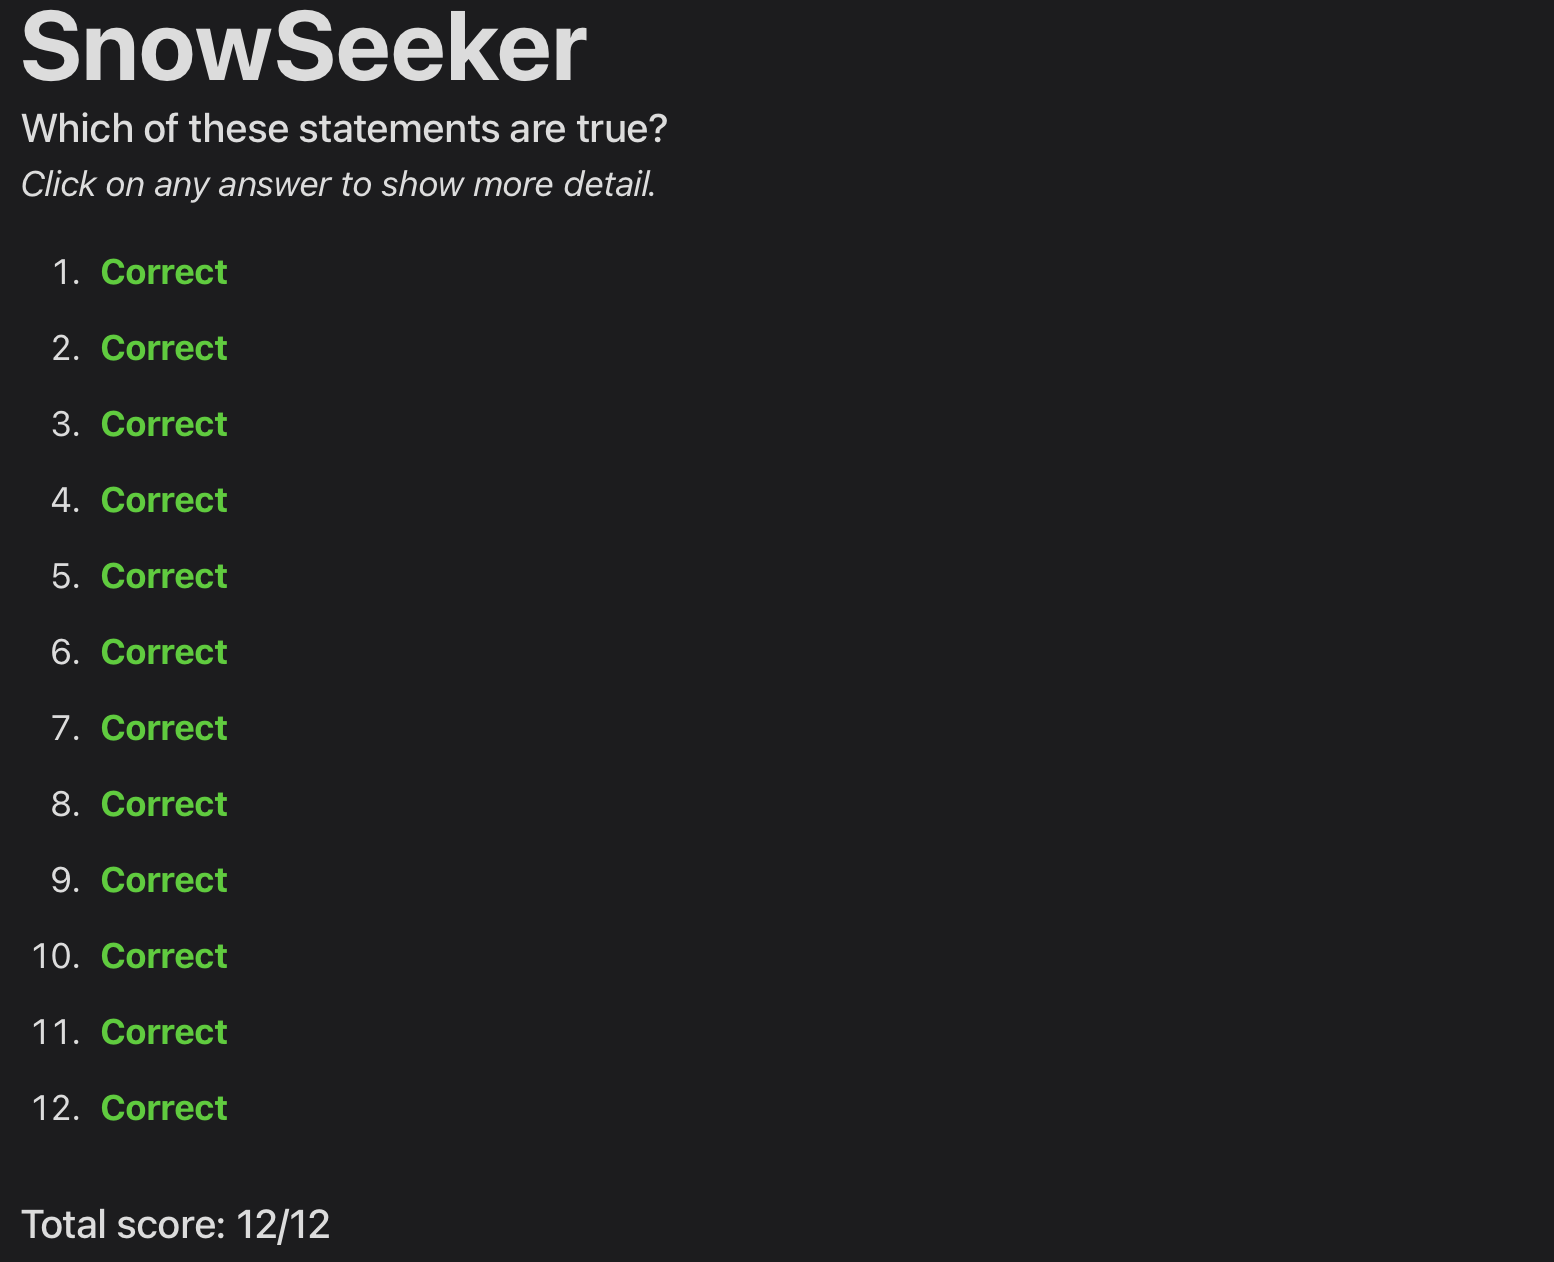 SnowSeeker
Which of these statements are true?
Click on any answer to show more detail.
1. Correct
2. Correct
3. Correct
4. Correct
5. Correct
6. Correct
7. Correct
8. Correct
9. Correct
10. Correct
11. Correct
12. Correct
Total score: 12/12